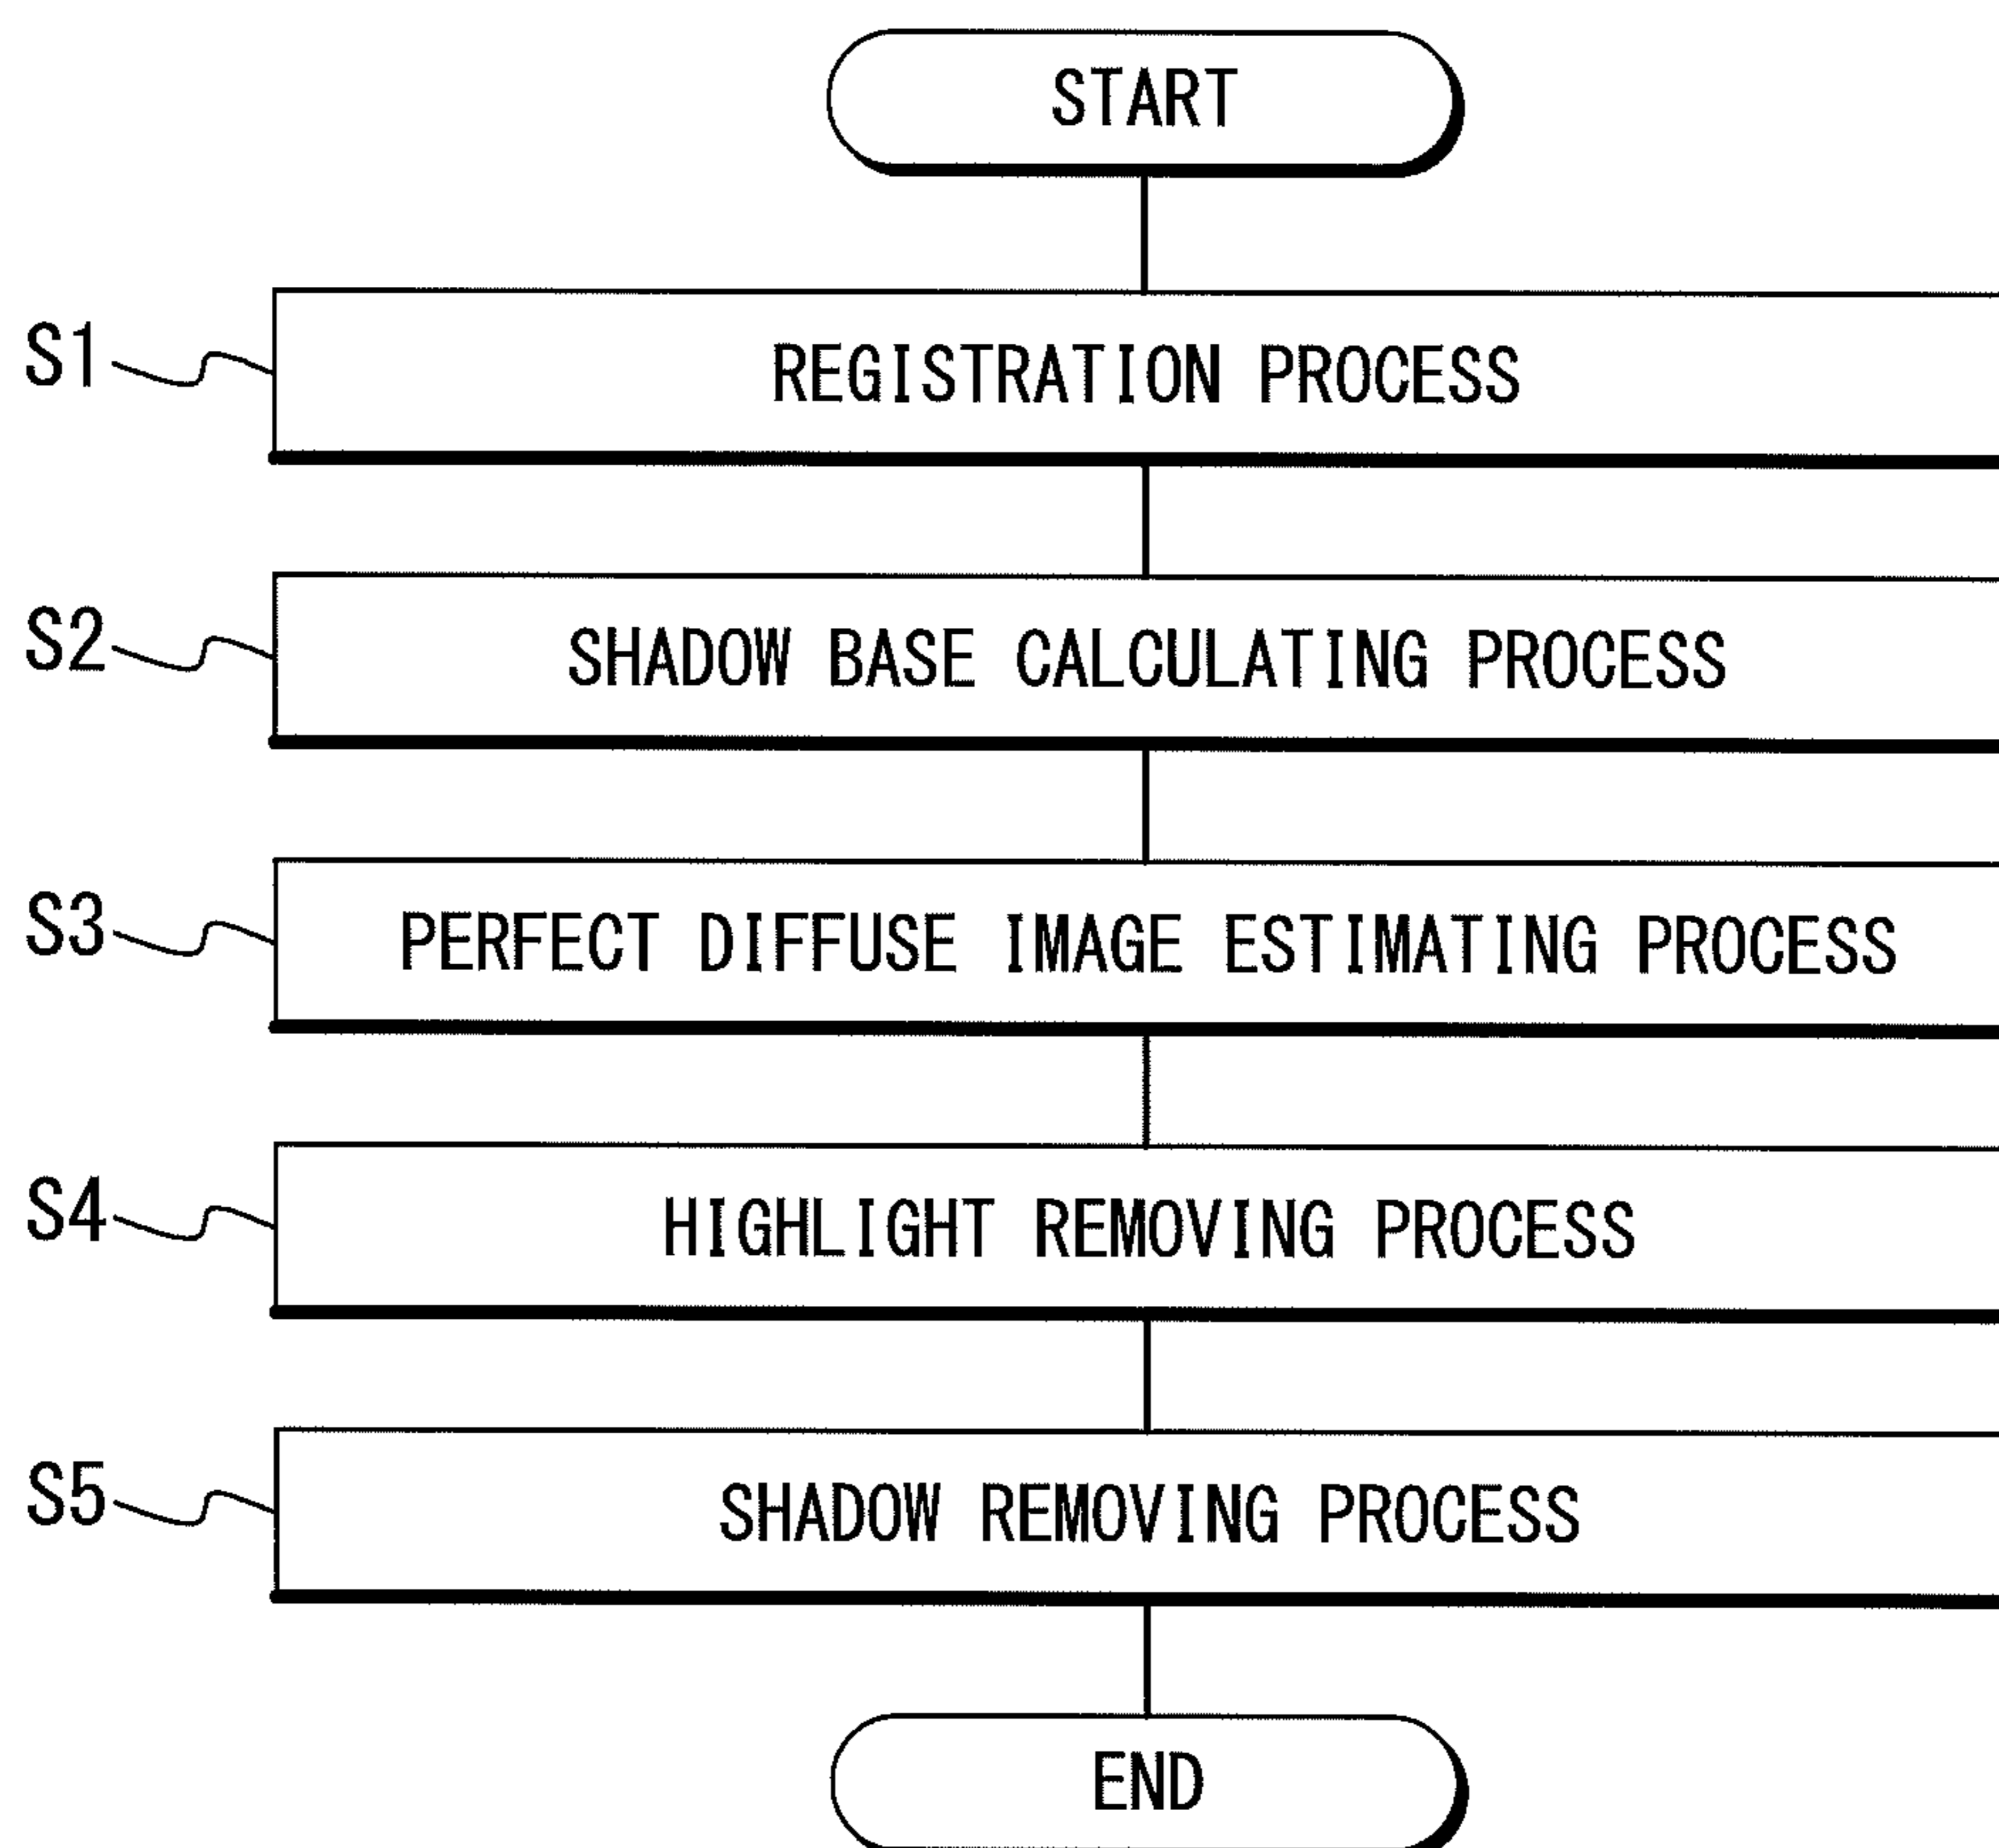 START
S1 REGISTRATION PROCESS
S2 SHADOW BASE CALCULATING PROCESS
S3 PERFECT DIFFUSE IMAGE ESTIMATING PROCESS
S4 HIGHLIGHT REMOVING PROCESS
S5 SHADOW REMOVING PROCESS
END